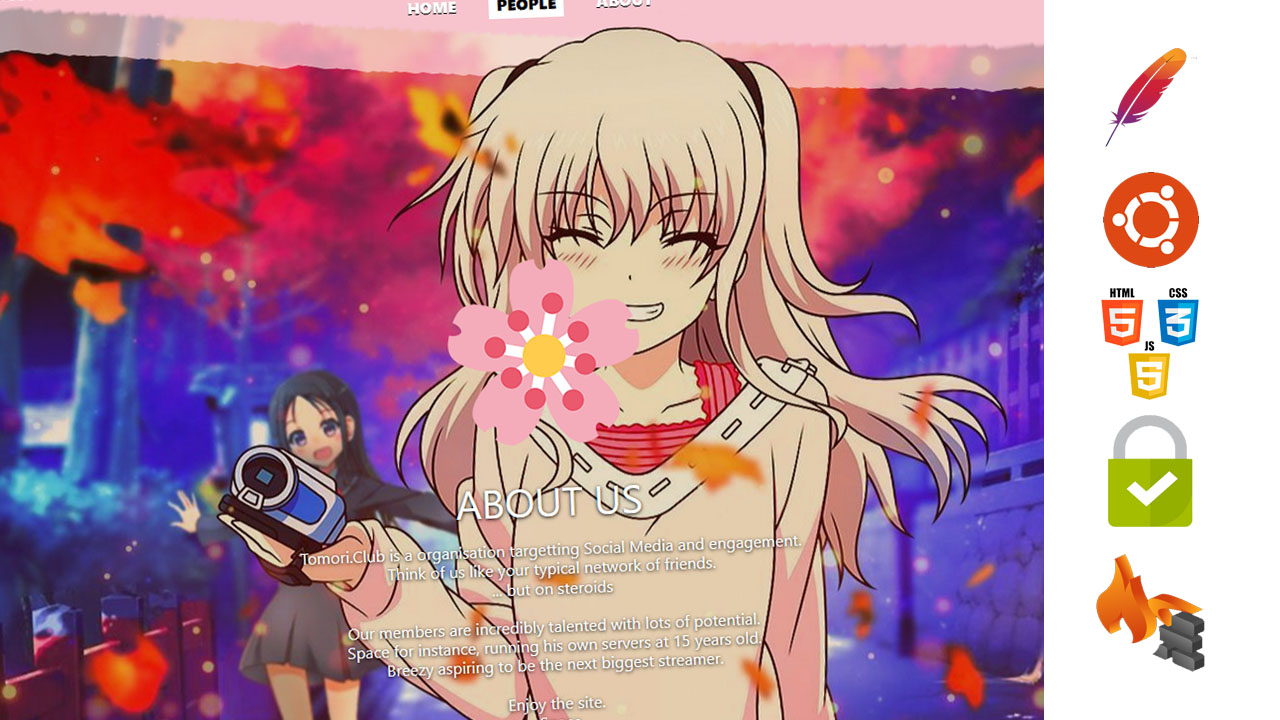 HOME PEOPLE ABOUT
ABOUT US
Tomori.Club is a organisation targetting Social Media and engagement.
Think of us like your typical network of friends.
... but on steroids
Our members are incredibly talented with lots of potential.
Space for instance, running his own servers at 15 years old.
Breezy aspiring to be the next biggest streamer.
Enjoy the site.
HTML CSS
5 3
JS
5